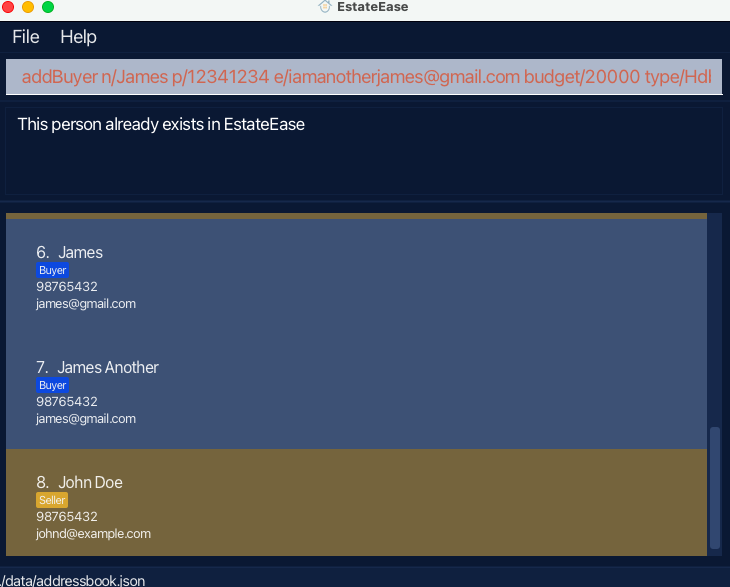 EstateEase
File Help
addBuyer n/James p/12341234 e/iamanotherjames@gmail.com budget/20000 type/Hdl
This person already exists in EstateEase
6. James
Buyer
98765432
james@gmail.com
7. James Another
Buyer
98765432
james@gmail.com
8. John Doe
Seller
98765432
johnd@example.com
./data/addressbook.json